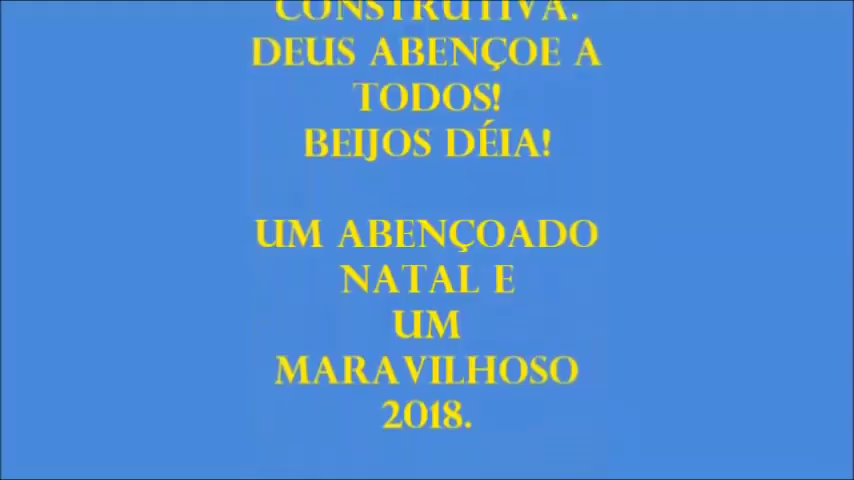 CONSTRUTIVA.
DEUS ABENÇOE A
TODOS!
BEIJOS DÉIA!
UM ABENÇOADO
NATAL E
UM
MARAVILHOSO
2018.